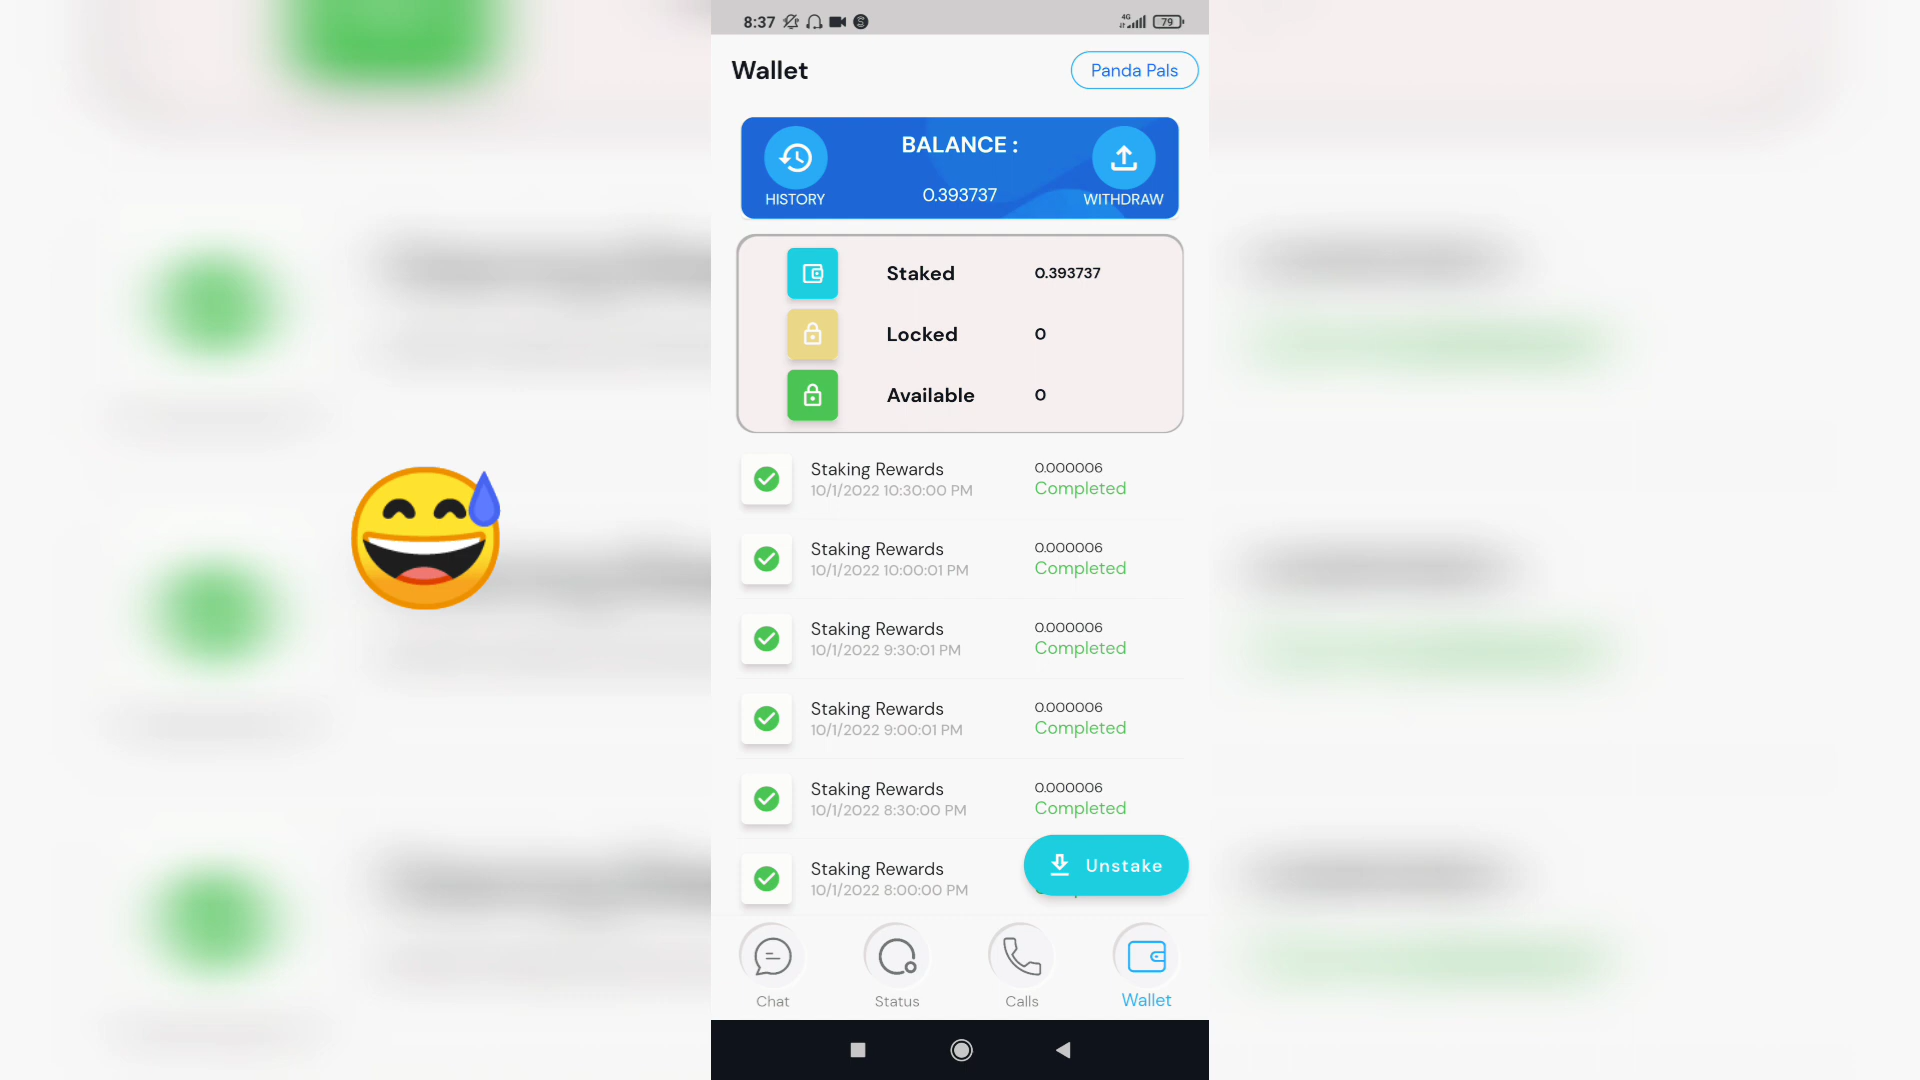 8:37
4G
79
Wallet
Panda Pals
BALANCE :
0.393737
HISTORY
WITHDRAW
Staked 0.393737
Locked 0
Available 0
Staking Rewards 0.000006
10/1/2022 10:30:00 PM Completed
Staking Rewards 0.000006
10/1/2022 10:00:01 PM Completed
Staking Rewards 0.000006
10/1/2022 9:30:01 PM Completed
Staking Rewards 0.000006
10/1/2022 9:00:01 PM Completed
Staking Rewards 0.000006
10/1/2022 8:30:00 PM Completed
Staking Rewards
Unstake
10/1/2022 8:00:00 PM
Chat
Status
Calls
Wallet